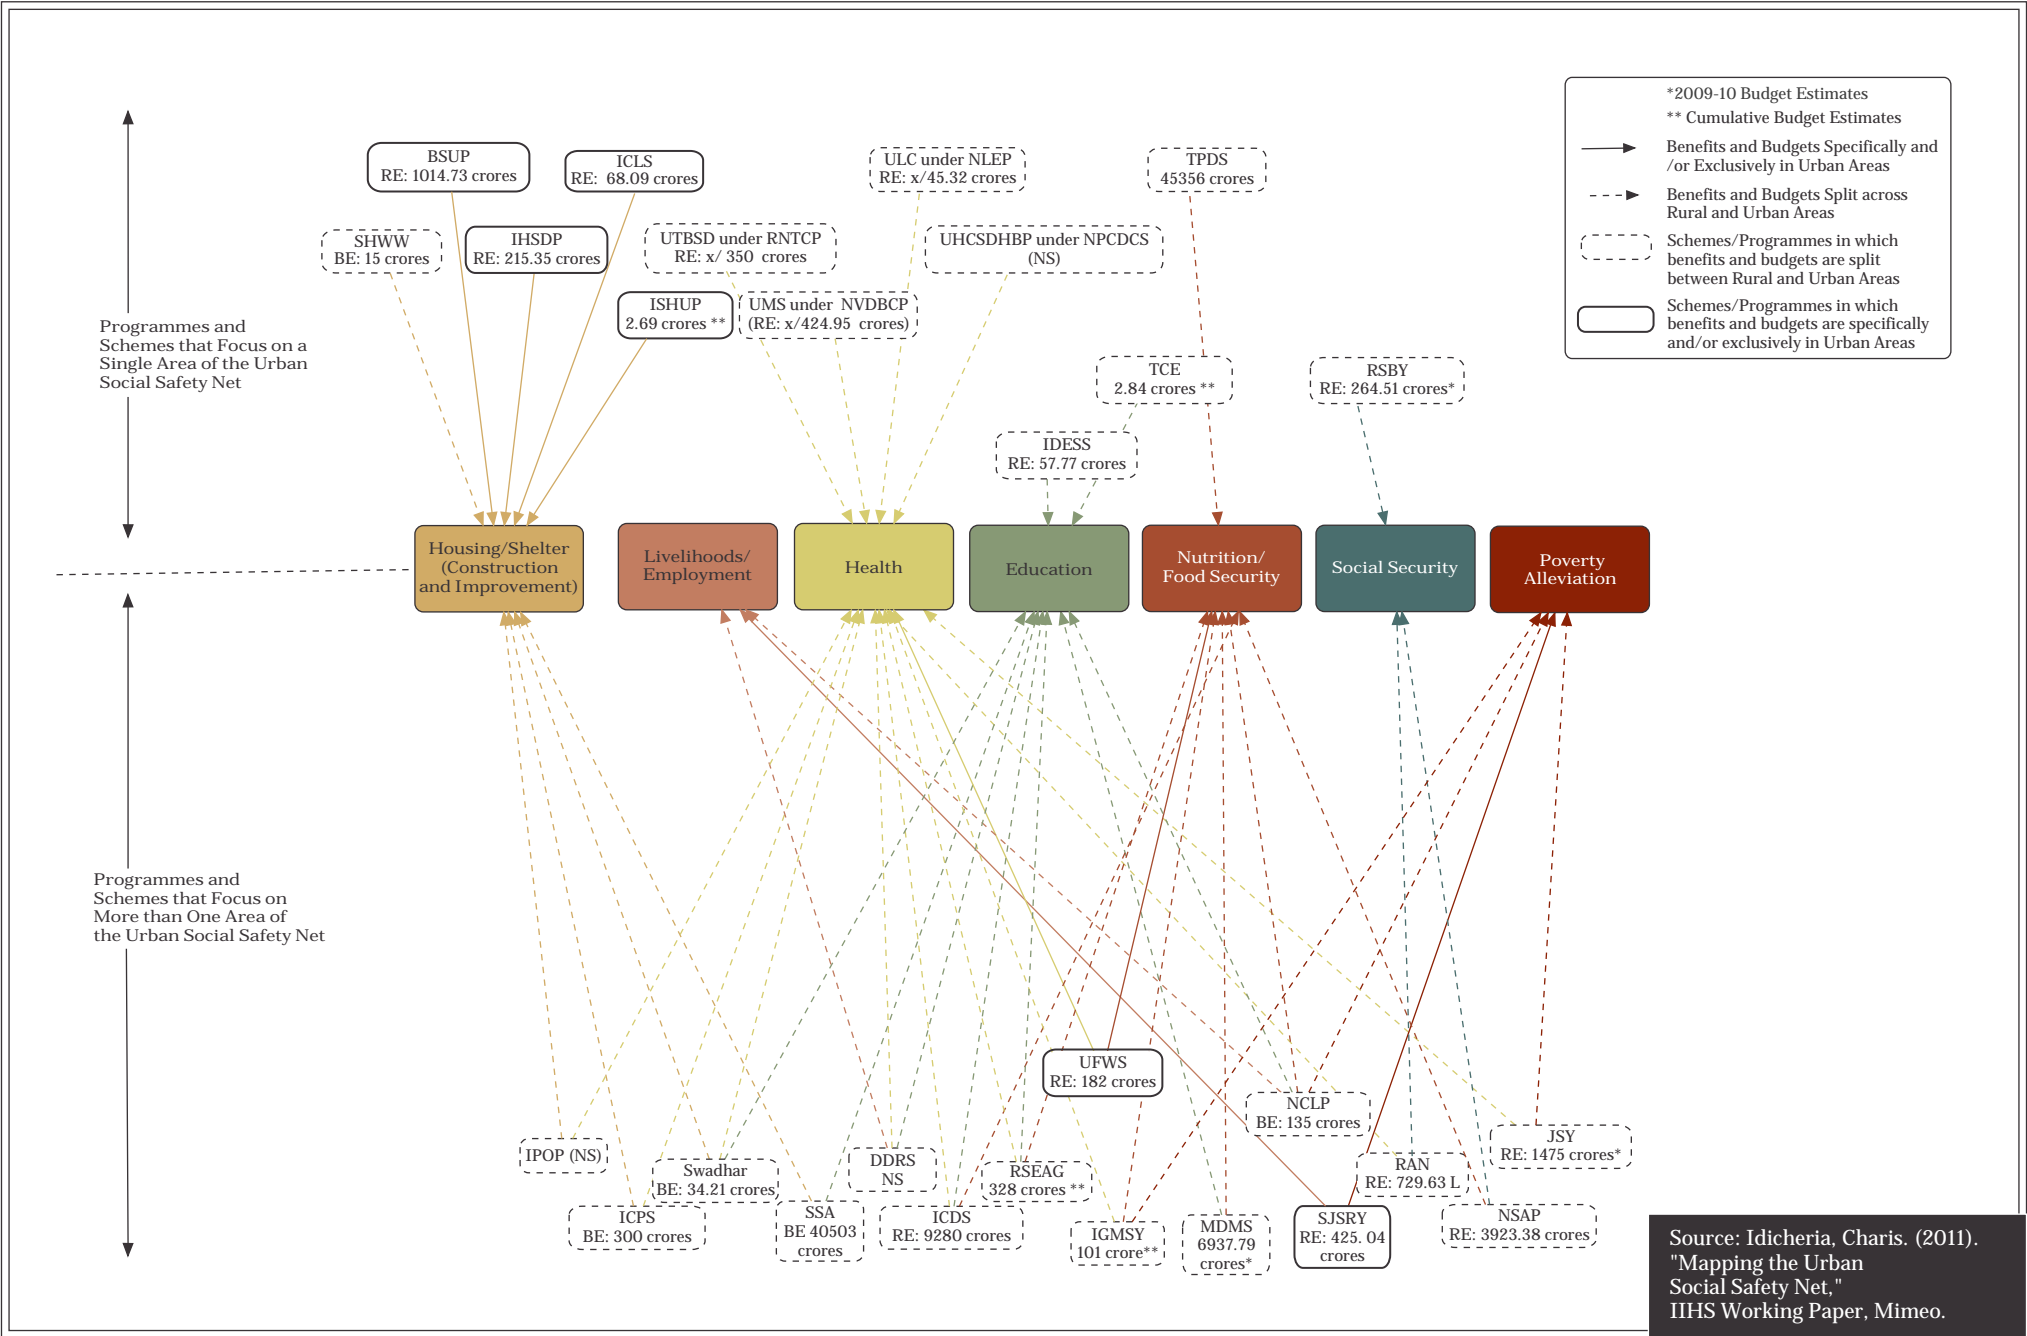 *2009-10 Budget Estimates
** Cumulative Budget Estimates
Benefits and Budgets Specifically and
/or Exclusively in Urban Areas
Benefits and Budgets Split across
Rural and Urban Areas
Schemes/Programmes in which
benefits and budgets are split
between Rural and Urban Areas
Schemes/Programmes in which
benefits and budgets are specifically
and/or exclusively in Urban Areas
BSUP
RE: 1014.73 crores
ICLS
RE: 68.09 crores
ULC under NLEP
RE: x/45.32 crores
TPDS
45356 crores
SHWW
BE: 15 crores
IHSDP
RE: 215.35 crores
UTBSD under RNTCP
RE: x/ 350 crores
UHCSDHBP under NPCDCS
(NS)
ISHUP
2.69 crores **
UMS under NVDBCP
(RE: x/424.95 crores)
Programmes and
Schemes that Focus on a
Single Area of the Urban
Social Safety Net
TCE
2.84 crores **
RSBY
RE: 264.51 crores*
IDESS
RE: 57.77 crores
Housing/Shelter
(Construction
and Improvement)
Livelihoods/
Employment
Health
Education
Nutrition/
Food Security
Social Security
Poverty
Alleviation
Programmes and
Schemes that Focus on
More than One Area of
the Urban Social Safety Net
UFWS
RE: 182 crores
NCLP
BE: 135 crores
JSY
RE: 1475 crores*
IPOP (NS)
Swadhar
BE: 34.21 crores
DDRS
NS
RSEAG
328 crores **
RAN
RE: 729.63 L
ICPS
BE: 300 crores
SSA
BE 40503
crores
ICDS
RE: 9280 crores
IGMSY
101 crore**
MDMS
6937.79
crores*
SJSRY
RE: 425. 04
crores
NSAP
RE: 3923.38 crores
Source: Idicheria, Charis. (2011).
"Mapping the Urban
Social Safety Net,"
IIHS Working Paper, Mimeo.